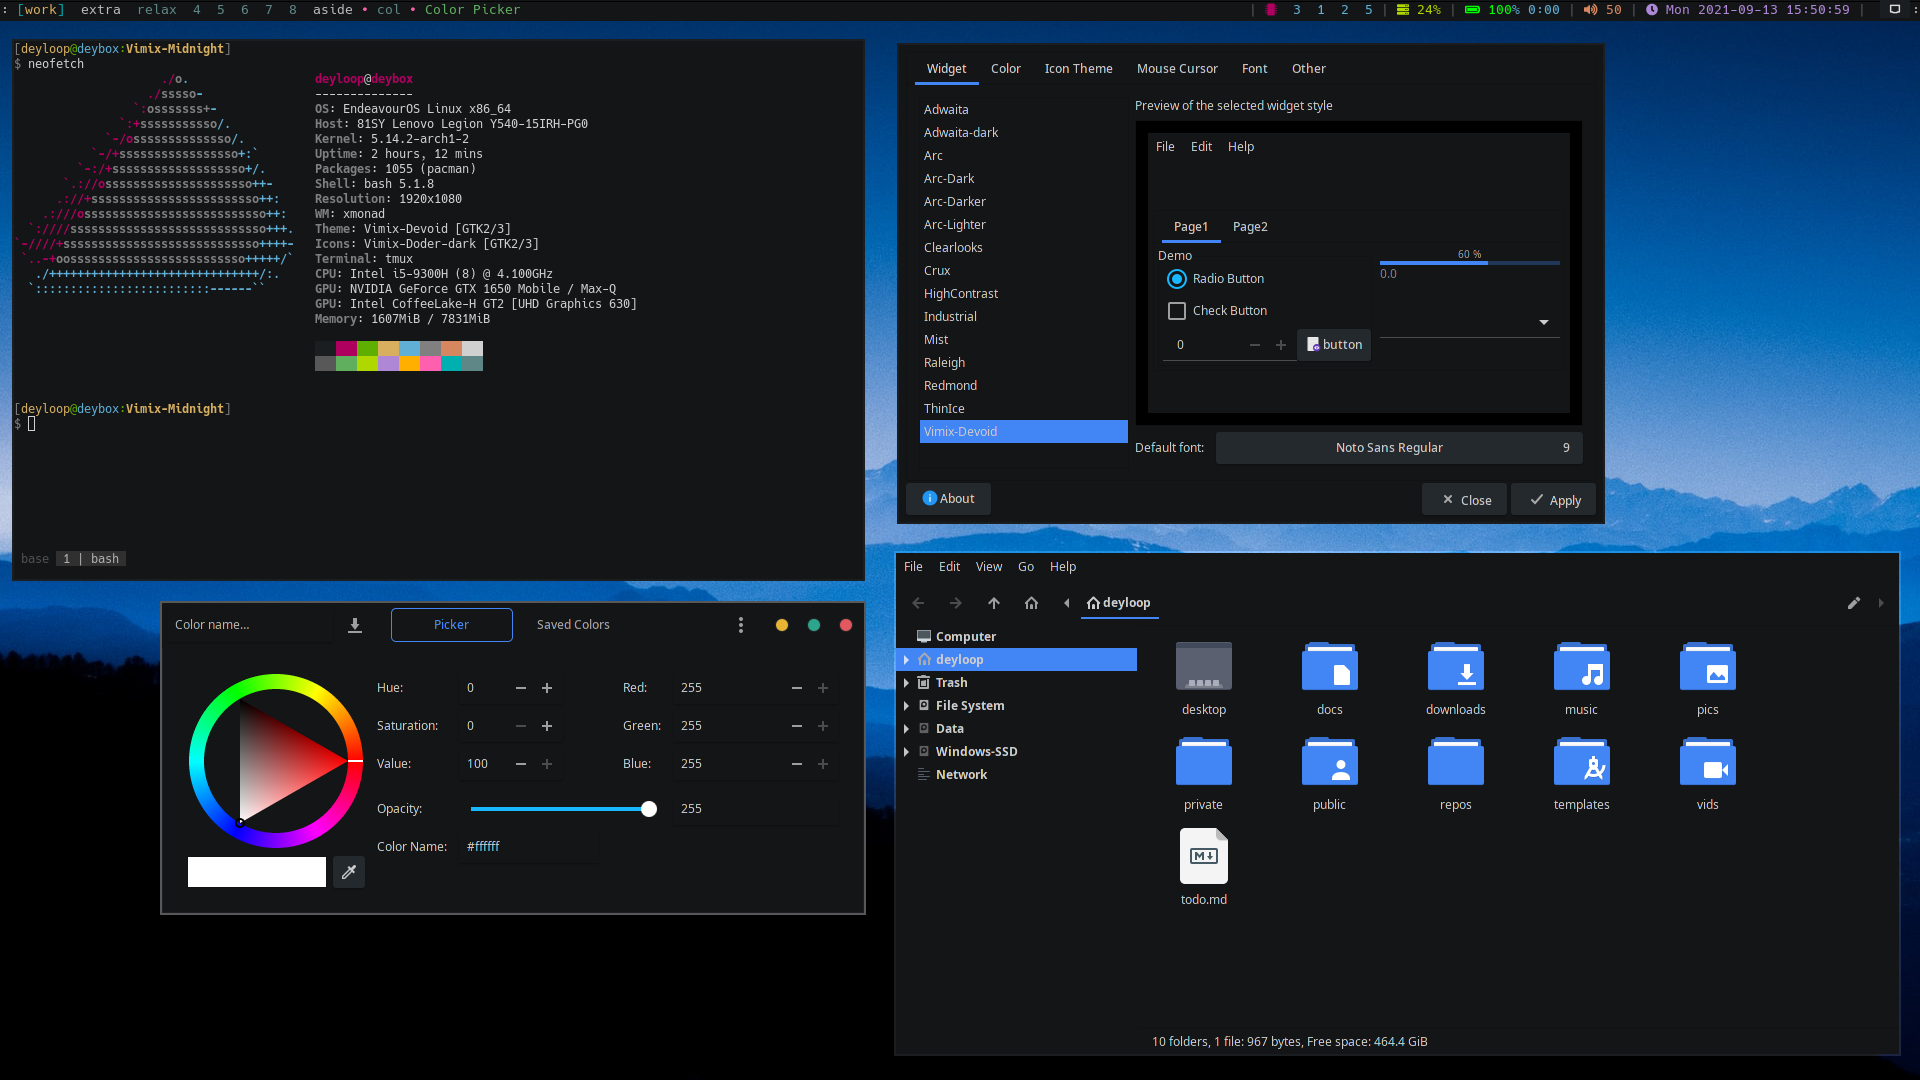 : [work] extra relax 4 5 6 7 8 aside • col • Color Picker
| 3 1 2 5 | 24% | 100% 0:00 | 50 | Mon 2021-09-13 15:50:59 | :
[deyloop@deybox:Vimix-Midnight]
$ neofetch
deyloop@deybox
--------------
OS: EndeavourOS Linux x86_64
Host: 81SY Lenovo Legion Y540-15IRH-PG0
Kernel: 5.14.2-arch1-2
Uptime: 2 hours, 12 mins
Packages: 1055 (pacman)
Shell: bash 5.1.8
Resolution: 1920x1080
WM: xmonad
Theme: Vimix-Devoid [GTK2/3]
Icons: Vimix-Doder-dark [GTK2/3]
Terminal: tmux
CPU: Intel i5-9300H (8) @ 4.100GHz
GPU: NVIDIA GeForce GTX 1650 Mobile / Max-Q
GPU: Intel CoffeeLake-H GT2 [UHD Graphics 630]
Memory: 1607MiB / 7831MiB
[deyloop@deybox:Vimix-Midnight]
$
base 1 | bash
Widget Color Icon Theme Mouse Cursor Font Other
Adwaita
Adwaita-dark
Arc
Arc-Dark
Arc-Darker
Arc-Lighter
Clearlooks
Crux
HighContrast
Industrial
Mist
Raleigh
Redmond
ThinIce
Vimix-Devoid
Preview of the selected widget style
File Edit Help
Page1 Page2
Demo
Radio Button
Check Button
0
button
60 %
0.0
Default font: Noto Sans Regular 9
About
Close
Apply
Color name...
Picker
Saved Colors
Hue: 0
Saturation: 0
Value: 100
Red: 255
Green: 255
Blue: 255
Opacity: 255
Color Name: #ffffff
File Edit View Go Help
deyloop
Computer
deyloop
Trash
File System
Data
Windows-SSD
Network
desktop docs downloads music pics
private public repos templates vids
todo.md
10 folders, 1 file: 967 bytes, Free space: 464.4 GiB